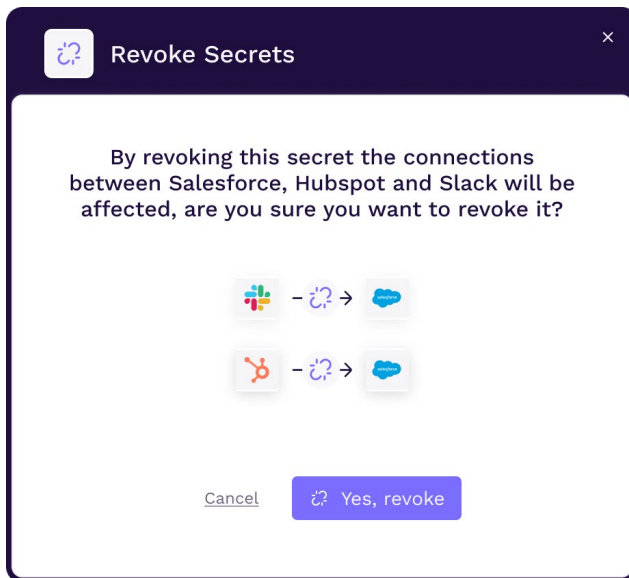 Revoke Secrets
By revoking this secret the connections
between Salesforce, Hubspot and Slack will be
affected, are you sure you want to revoke it?
salesforce
salesforce
Cancel
Yes, revoke